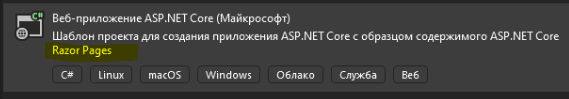 C#
Веб-приложение ASP.NET Core (Майкрософт)
Шаблон проекта для создания приложения ASP.NET Core с образцом содержимого ASP.NET Core
Razor Pages
C# Linux macOS Windows Облако Служба Веб